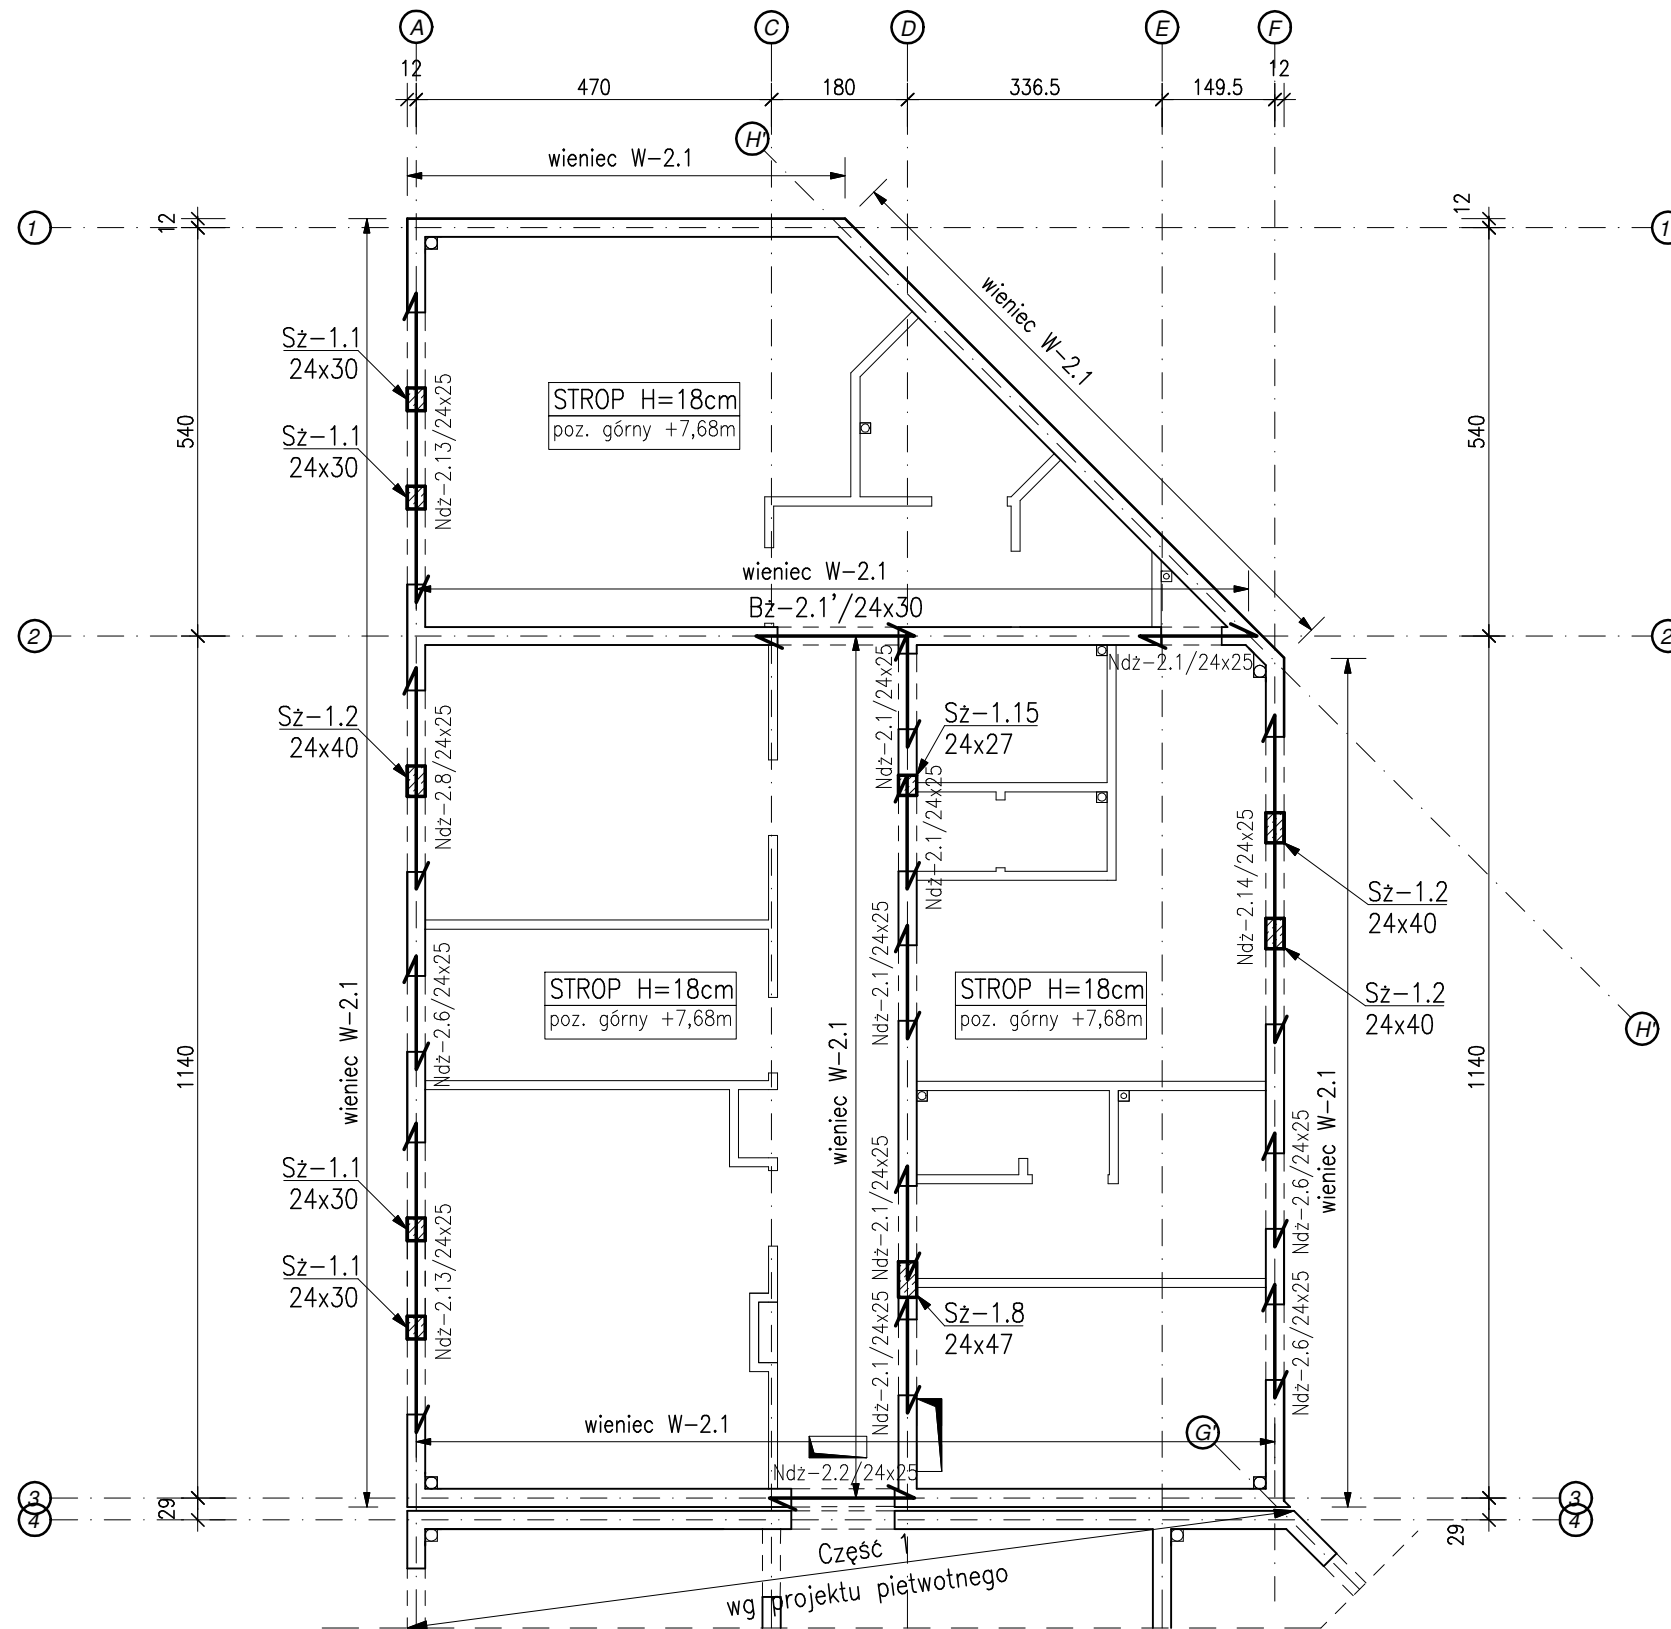 A
C
D
E
F
12
470
180
336.5
149.5
12
H'
wieniec W-2.1
12
1
1
12
wieniec W-2.1
Sż-1.1
24x30
Ndż-2.13/24x25
STROP H=18cm
poz. górny +7,68m
540
540
Sż-1.1
24x30
wieniec W-2.1
Bż-2.1'/24x30
2
2
Ndż-2.1/24x25
Ndż-2.1/24x25
Sż-1.2
24x40
Ndż-2.8/24x25
Sż-1.15
24x27
Ndż-2.1/24x25
Ndż-2.14/24x25
Sż-1.2
24x40
Ndż-2.6/24x25
Ndż-2.1/24x25
STROP H=18cm
poz. górny +7,68m
STROP H=18cm
poz. górny +7,68m
Sż-1.2
24x40
H'
wieniec W-2.1
wieniec W-2.1
1140
1140
wieniec W-2.1
Sż-1.1
24x30
Ndż-2.13/24x25
Ndż-2.1/24x25
Ndż-2.6/24x25
Sż-1.1
24x30
Sż-1.8
24x47
Ndż-2.1/24x25
Ndż-2.6/24x25
wieniec W-2.1
G'
Ndż-2.2/24x25
3
3
4
4
29
29
Część 1
wg projektu pietwotnego